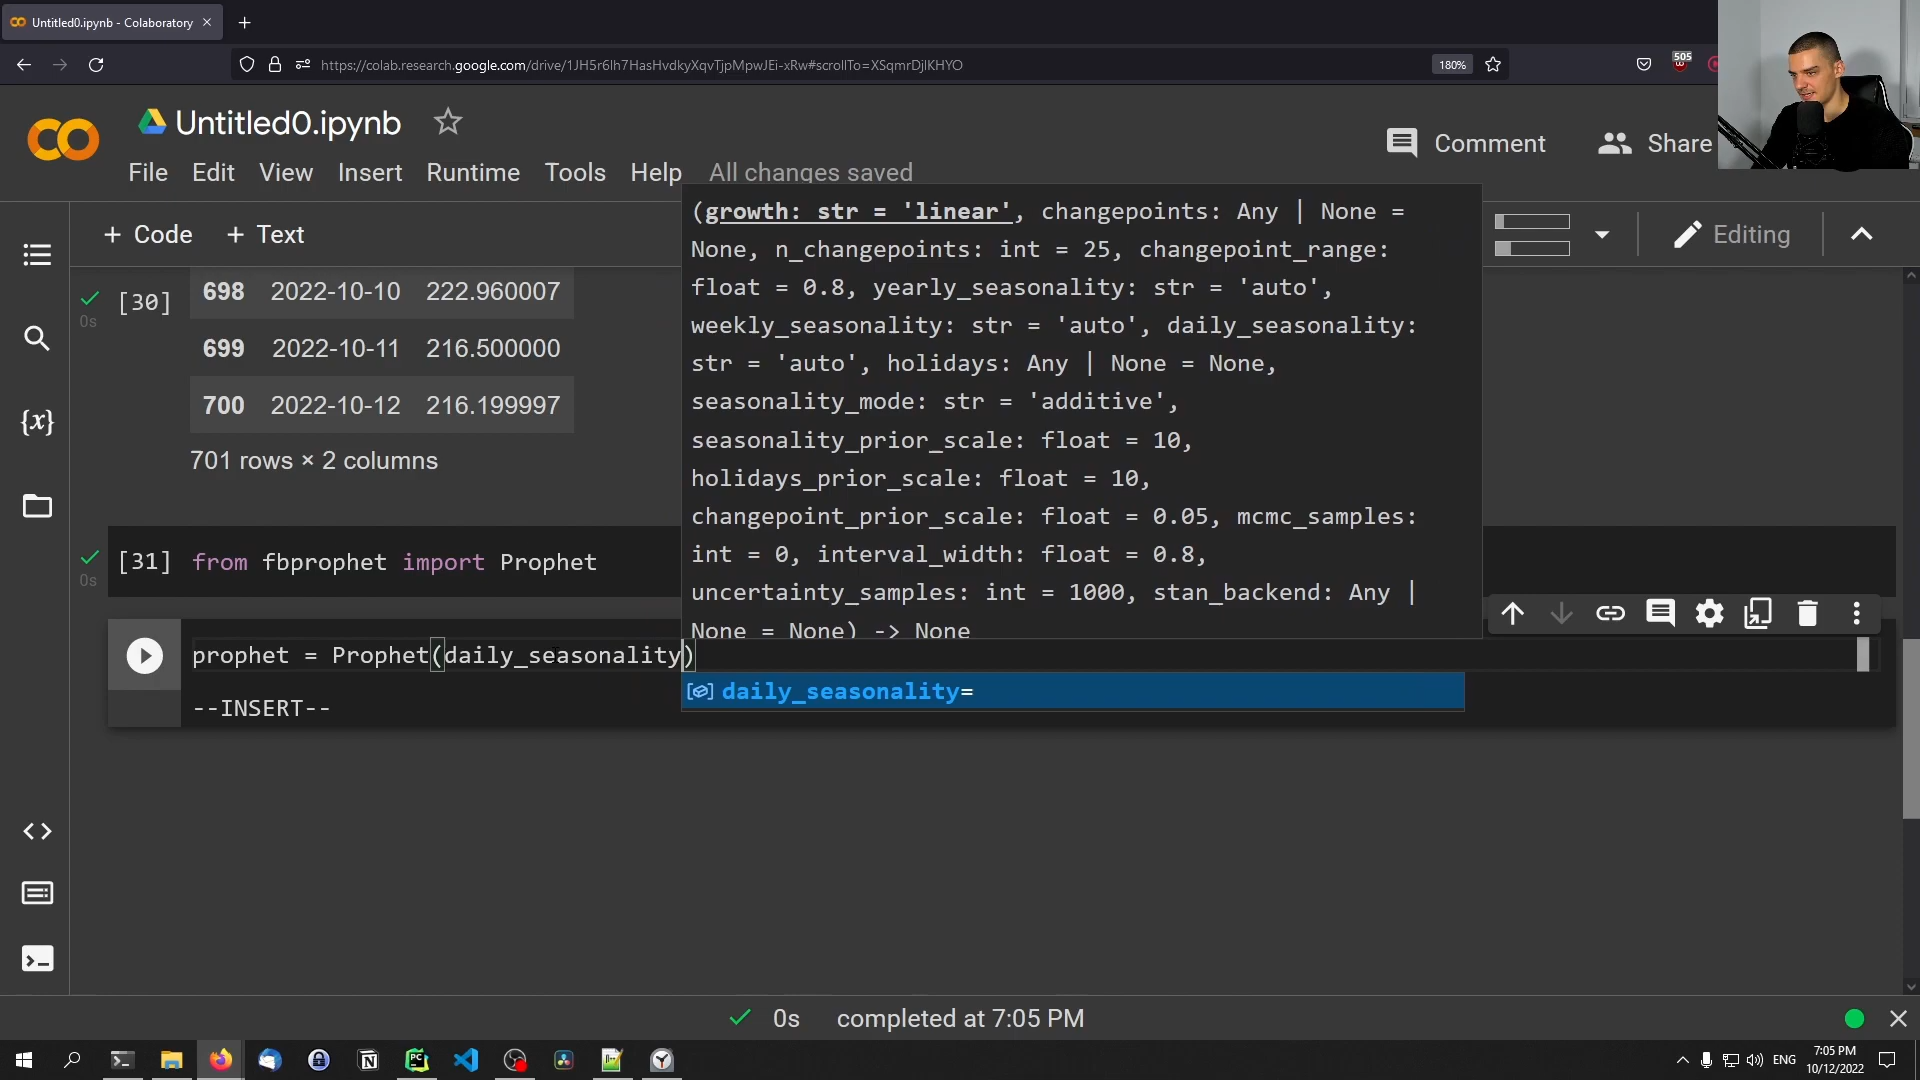 Untitled0.ipynb - Colaboratory
https://colab.research.google.com/drive/1JH5r6lh7HasHvdkyXqvTjpMpwJEi-xRw#scrollTo=XSqmrDjlKHYO
180%
505
Untitled0.ipynb
Comment
Share
File Edit View Insert Runtime Tools Help All changes saved
+ Code + Text
Editing
[30]
0s
698 2022-10-10 222.960007
699 2022-10-11 216.500000
700 2022-10-12 216.199997
701 rows × 2 columns
(growth: str = 'linear', changepoints: Any | None =
None, n_changepoints: int = 25, changepoint_range:
float = 0.8, yearly_seasonality: str = 'auto',
weekly_seasonality: str = 'auto', daily_seasonality:
str = 'auto', holidays: Any | None = None,
seasonality_mode: str = 'additive',
seasonality_prior_scale: float = 10,
holidays_prior_scale: float = 10,
changepoint_prior_scale: float = 0.05, mcmc_samples:
int = 0, interval_width: float = 0.8,
uncertainty_samples: int = 1000, stan_backend: Any |
None = None) -> None
[31] from fbprophet import Prophet
0s
prophet = Prophet(daily_seasonality)
daily_seasonality=
--INSERT--
0s completed at 7:05 PM
ENG
7:05 PM
10/12/2022